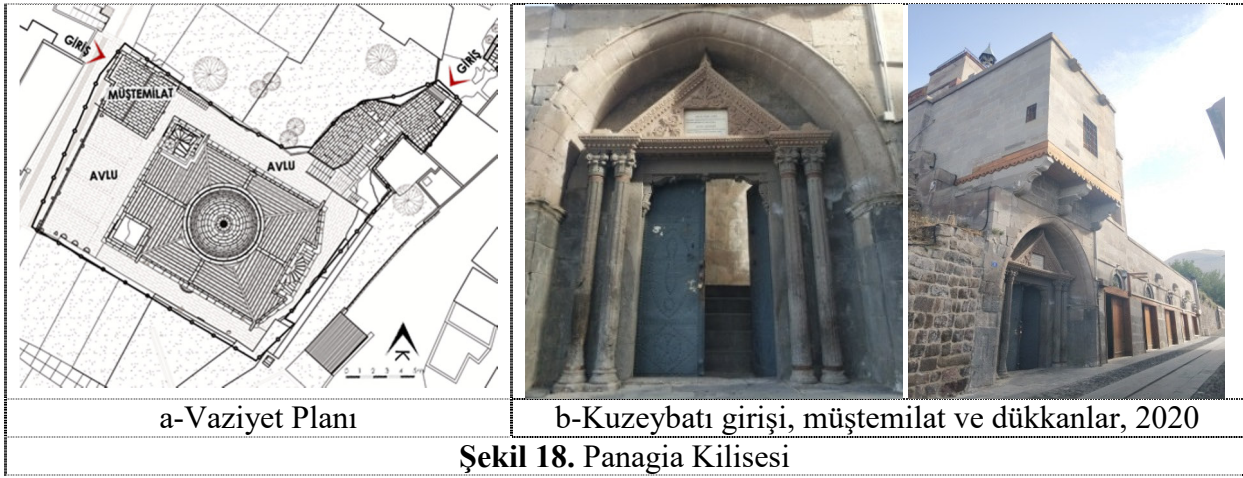 GİRİŞ
GİRİŞ
MÜŞTEMİLAT
AVLU
AVLU
K
a-Vaziyet Planı
b-Kuzeybatı girişi, müştemilat ve dükkanlar, 2020
Şekil 18. Panagia Kilisesi